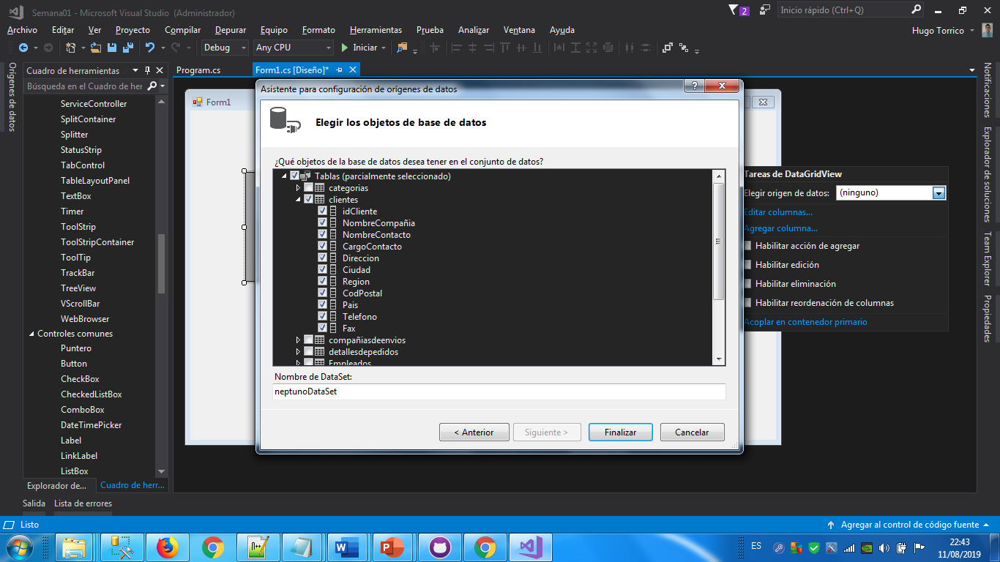 Semana01 - Microsoft Visual Studio (Administrador)
2
Inicio rápido (Ctrl+Q)
Archivo Editar Ver Proyecto Compilar Depurar Equipo Formato Herramientas Prueba Analizar Ventana Ayuda
Hugo Torrico
Debug Any CPU Iniciar
Orígenes de datos
Cuadro de herramientas
Búsqueda en el Cuadro de her
ServiceController
SplitContainer
Splitter
StatusStrip
TabControl
TableLayoutPanel
TextBox
Timer
ToolStrip
ToolStripContainer
ToolTip
TrackBar
TreeView
VScrollBar
WebBrowser
Controles comunes
Puntero
Button
CheckBox
CheckedListBox
ComboBox
DateTimePicker
Label
LinkLabel
ListBox
Explorador de... Cuadro de herr...
Program.cs Form1.cs [Diseño]*
Form1
Asistente para configuración de orígenes de datos
?
Elegir los objetos de base de datos
¿Qué objetos de la base de datos desea tener en el conjunto de datos?
Tablas (parcialmente seleccionado)
categorias
clientes
idCliente
NombreCompañia
NombreContacto
CargoContacto
Direccion
Ciudad
Region
CodPostal
Pais
Telefono
Fax
compañiasdeenvios
detallesdepedidos
Empleados
Nombre de DataSet:
neptunoDataSet
< Anterior Siguiente > Finalizar Cancelar
Tareas de DataGridView
Elegir origen de datos: (ninguno)
Editar columnas...
Agregar columna...
Habilitar acción de agregar
Habilitar edición
Habilitar eliminación
Habilitar reordenación de columnas
Acoplar en contenedor primario
Notificaciones
Explorador de soluciones
Team Explorer
Propiedades
Salida Lista de errores
Listo
Agregar al control de código fuente
ES
22:43
11/08/2019